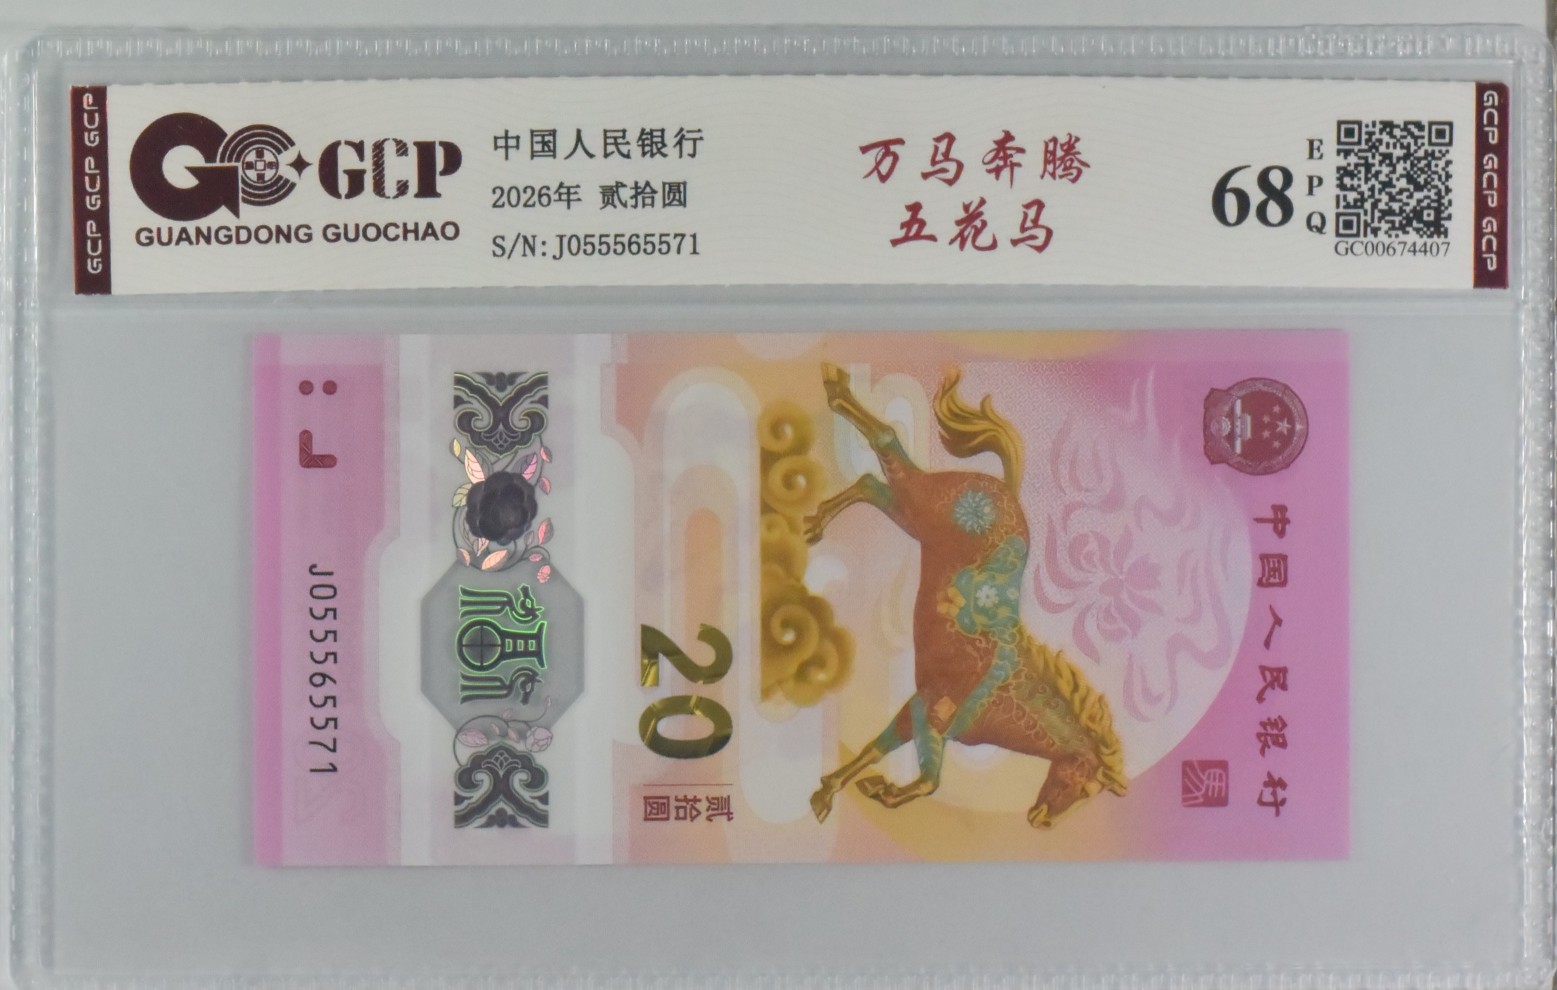 GCP GCP GCP
GCP
GUANGDONG GUOCHAO
中国人民银行
2026年 贰拾圆
S/N:J055565571
万马奔腾
五花马
68
EPQ
GC00674407
GCP GCP GCP
中国人民银行
馬
20
贰拾圆
J055565571